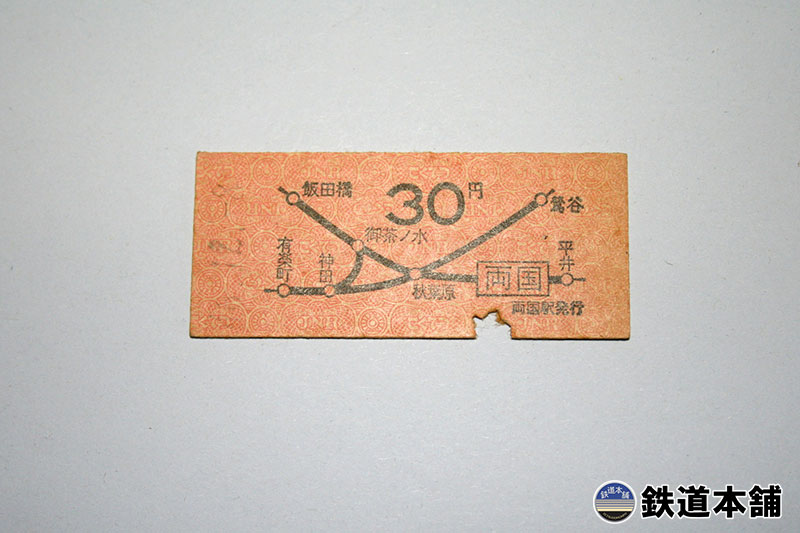 飯田橋
30円
鶯谷
御茶ノ水
有楽町
神田
秋葉原
両国
平井
両国駅発行
鉄道本舗